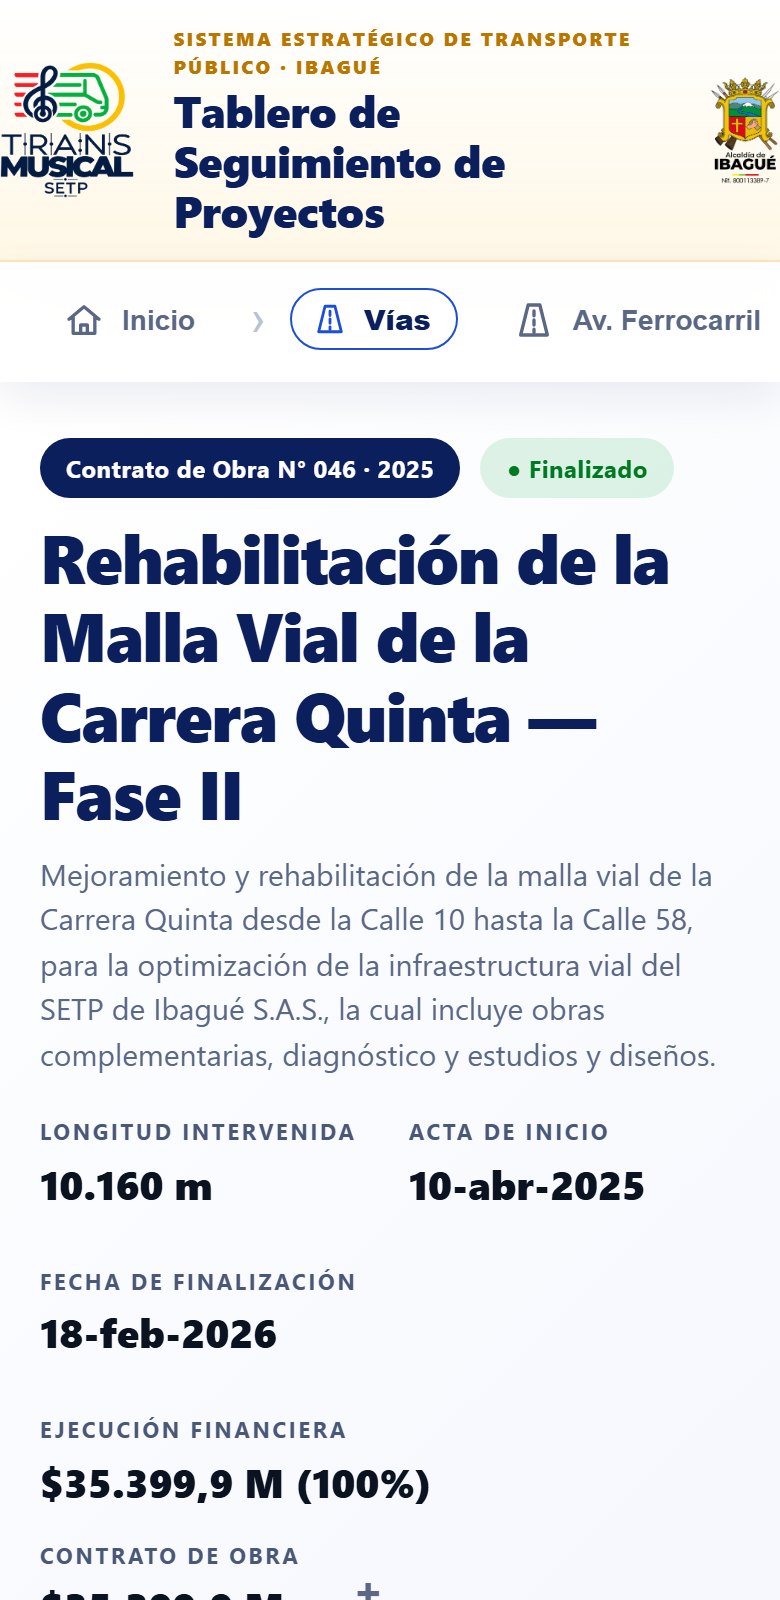 SISTEMA ESTRATÉGICO DE TRANSPORTE
PÚBLICO · IBAGUÉ
Tablero de
Seguimiento de
Proyectos
TRANS
MUSICAL
SETP
Alcaldía de
IBAGUÉ
Nit. 800113389-7
Inicio
❯
Vías
Av. Ferrocarril
Contrato de Obra N° 046 · 2025
● Finalizado
Rehabilitación de la
Malla Vial de la
Carrera Quinta —
Fase II
Mejoramiento y rehabilitación de la malla vial de la
Carrera Quinta desde la Calle 10 hasta la Calle 58,
para la optimización de la infraestructura vial del
SETP de Ibagué S.A.S., la cual incluye obras
complementarias, diagnóstico y estudios y diseños.
LONGITUD INTERVENIDA
10.160 m
ACTA DE INICIO
10-abr-2025
FECHA DE FINALIZACIÓN
18-feb-2026
EJECUCIÓN FINANCIERA
$35.399,9 M (100%)
CONTRATO DE OBRA
+